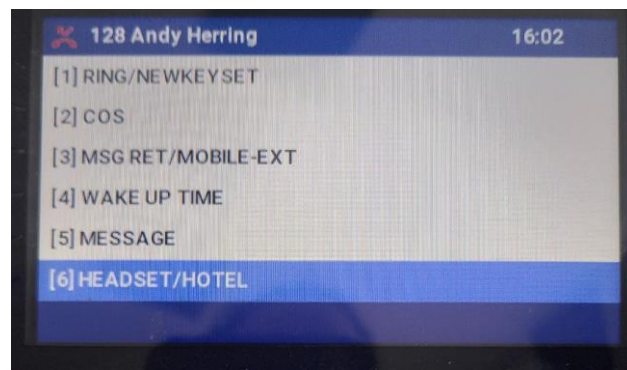 128 Andy Herring 16:02
[1] RING/NEWKEYSET
[2] COS
[3] MSG RET/MOBILE-EXT
[4] WAKE UP TIME
[5] MESSAGE
[6] HEADSET/HOTEL